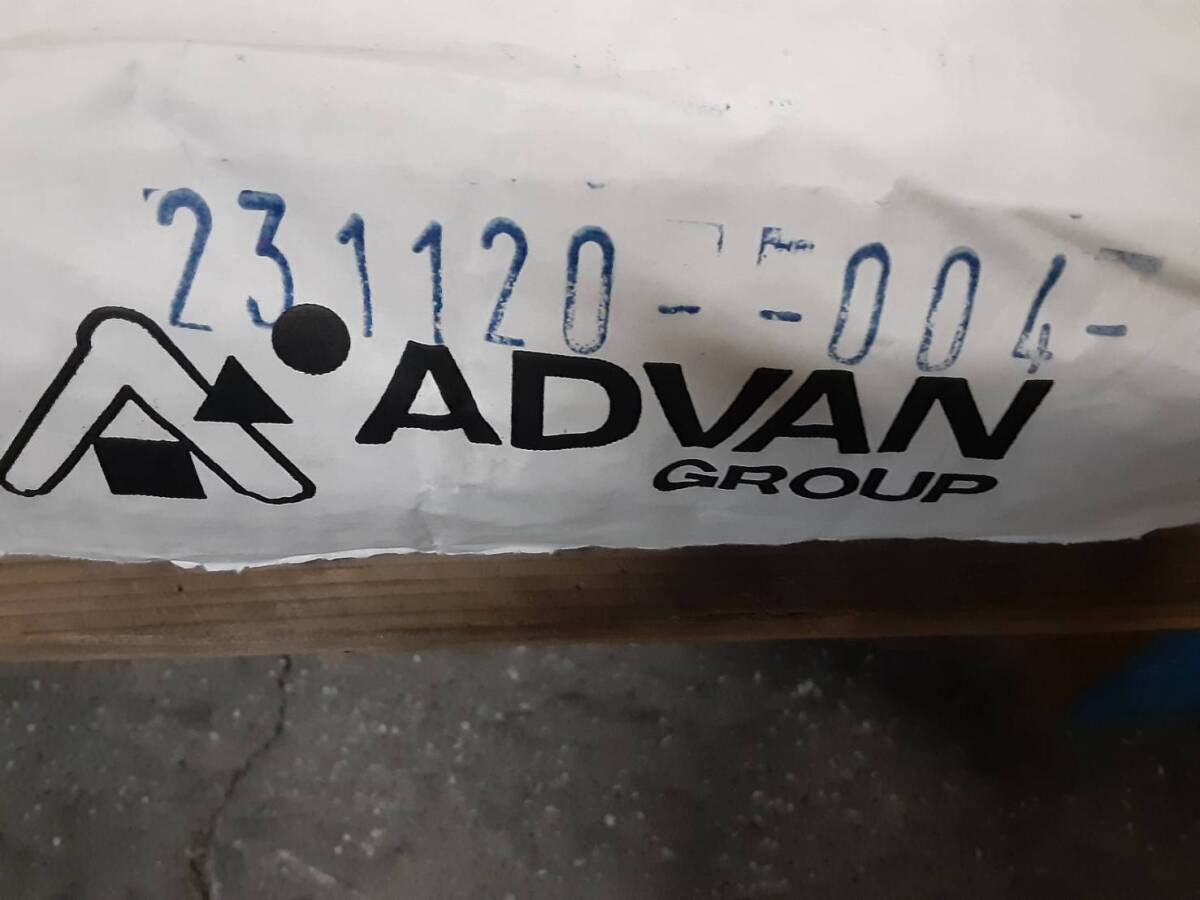 231120--004-
ADVAN
GROUP